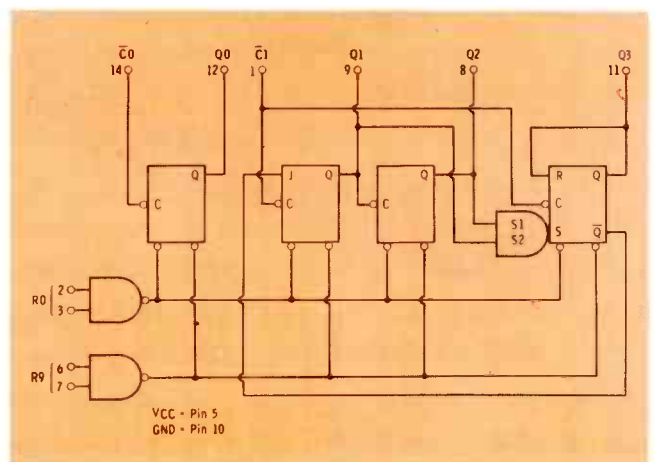 C̅0 Q0 C̅1 Q1 Q2 Q3
14 12 1 9 8 11
Q J Q Q R Q
C C C C
S1 S Q̅
S2
R0 2
3
R9 6
7
VCC = Pin 5
GND = Pin 10